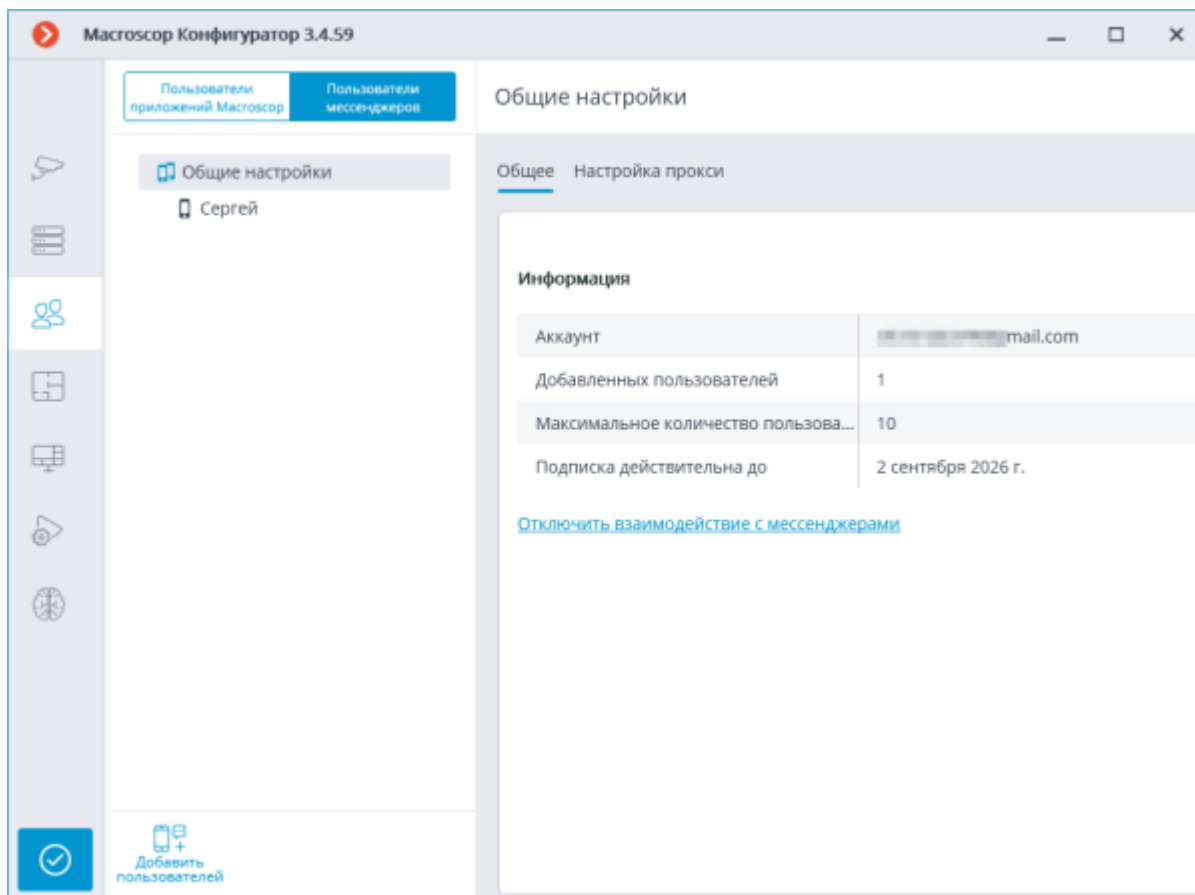 Macroscop Конфигуратор 3.4.59
Пользователи
приложений Macroscop
Пользователи
мессенджеров
Общие настройки
Общие настройки
Сергей
Общее
Настройка прокси
Информация
Аккаунт
mail.com
Добавленных пользователей
1
Максимальное количество пользова...
10
Подписка действительна до
2 сентября 2026 г.
Отключить взаимодействие с мессенджерами
Добавить
пользователей